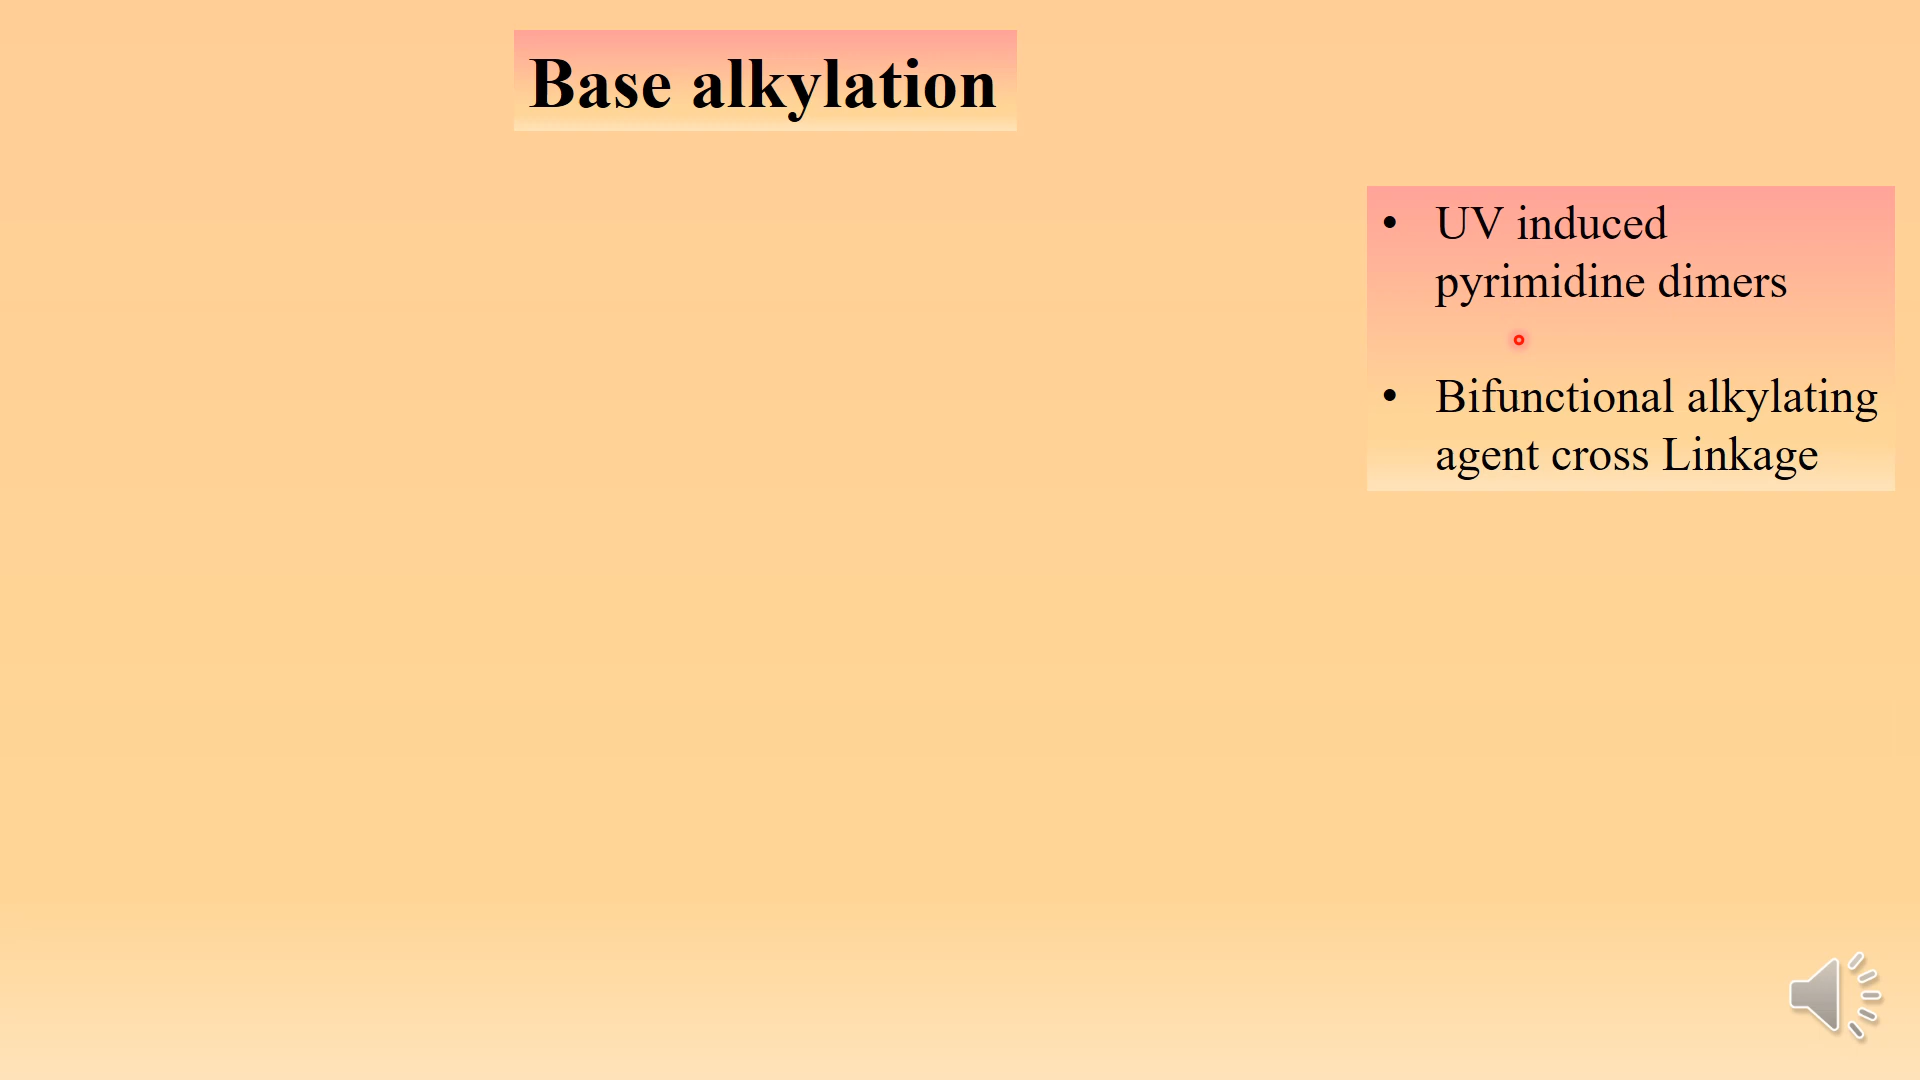 Base alkylation
• UV induced
pyrimidine dimers
• Bifunctional alkylating
agent cross Linkage